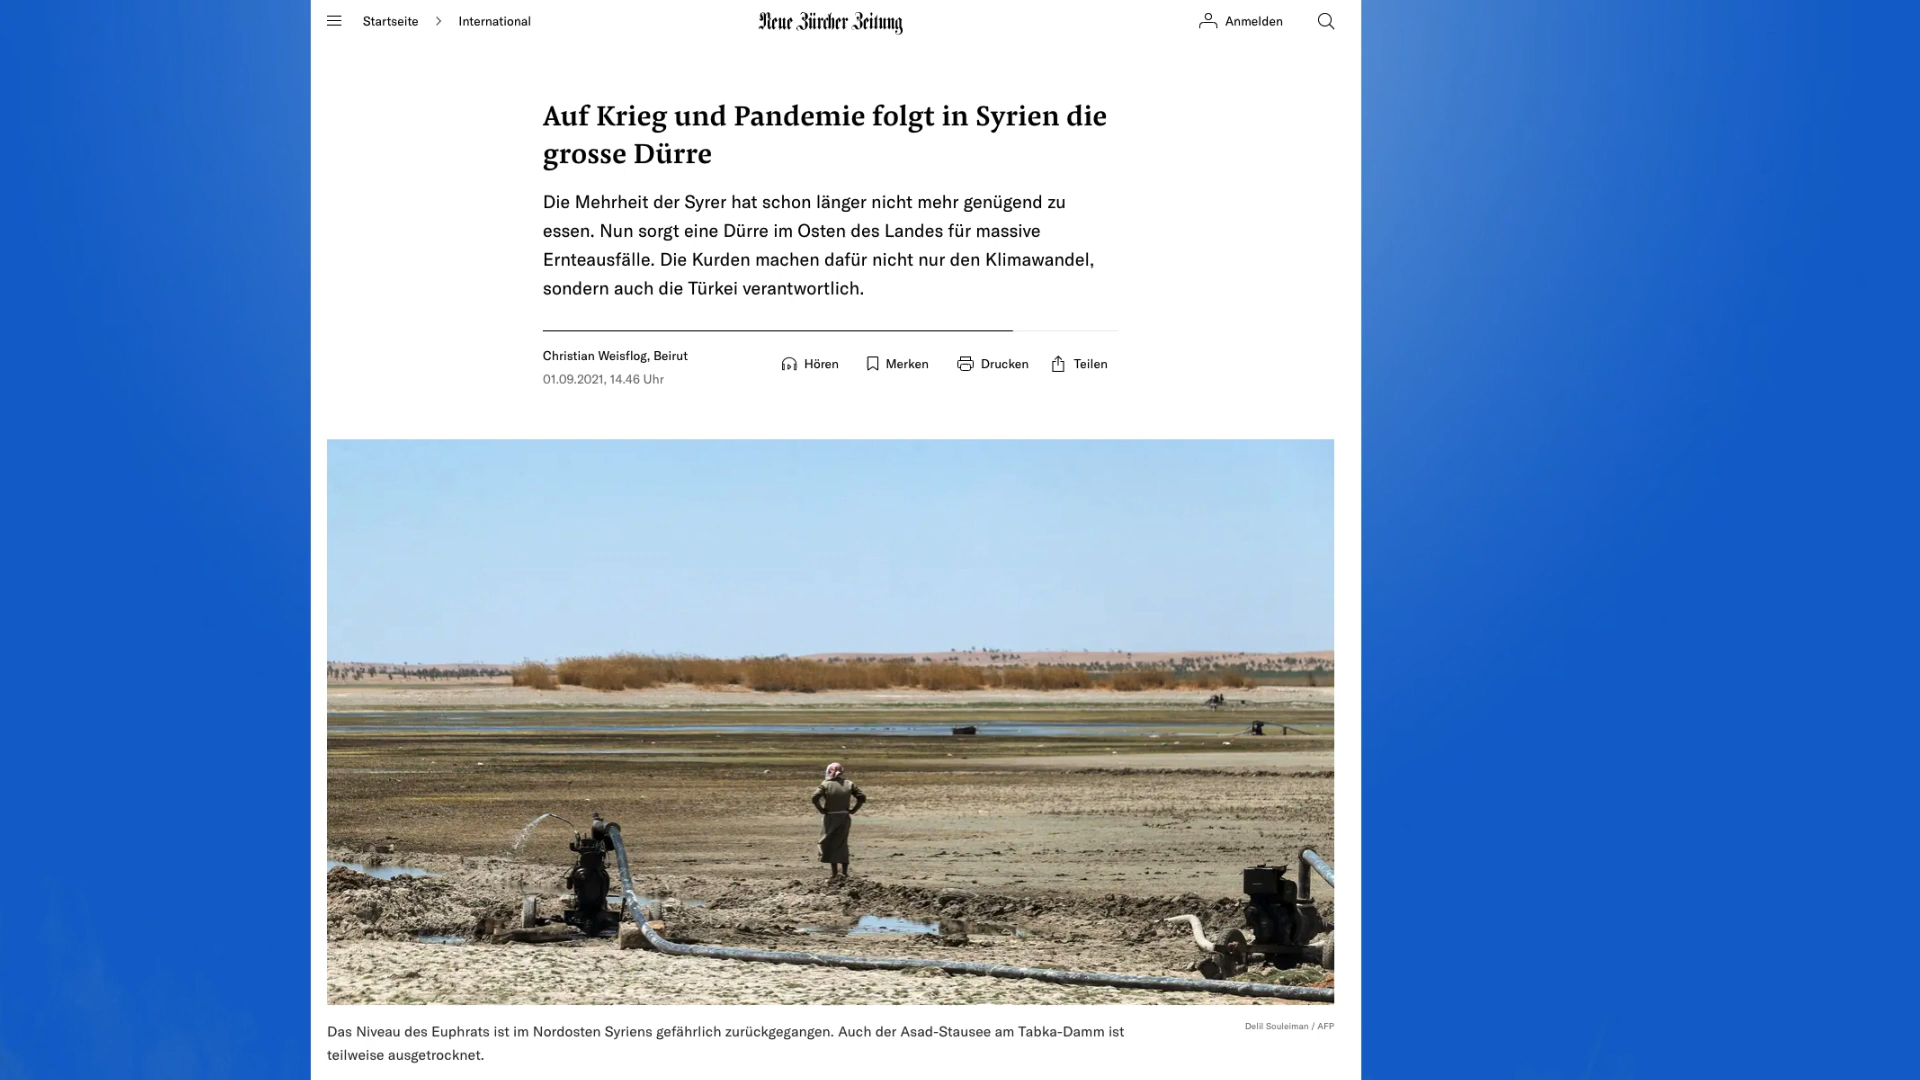 Startseite > International
Neue Zürcher Zeitung
Anmelden
Auf Krieg und Pandemie folgt in Syrien die
grosse Dürre
Die Mehrheit der Syrer hat schon länger nicht mehr genügend zu
essen. Nun sorgt eine Dürre im Osten des Landes für massive
Ernteausfälle. Die Kurden machen dafür nicht nur den Klimawandel,
sondern auch die Türkei verantwortlich.
Christian Weisflog, Beirut
01.09.2021, 14.46 Uhr
Hören Merken Drucken Teilen
Das Niveau des Euphrats ist im Nordosten Syriens gefährlich zurückgegangen. Auch der Asad-Stausee am Tabka-Damm ist
teilweise ausgetrocknet.
Delil Souleiman / AFP